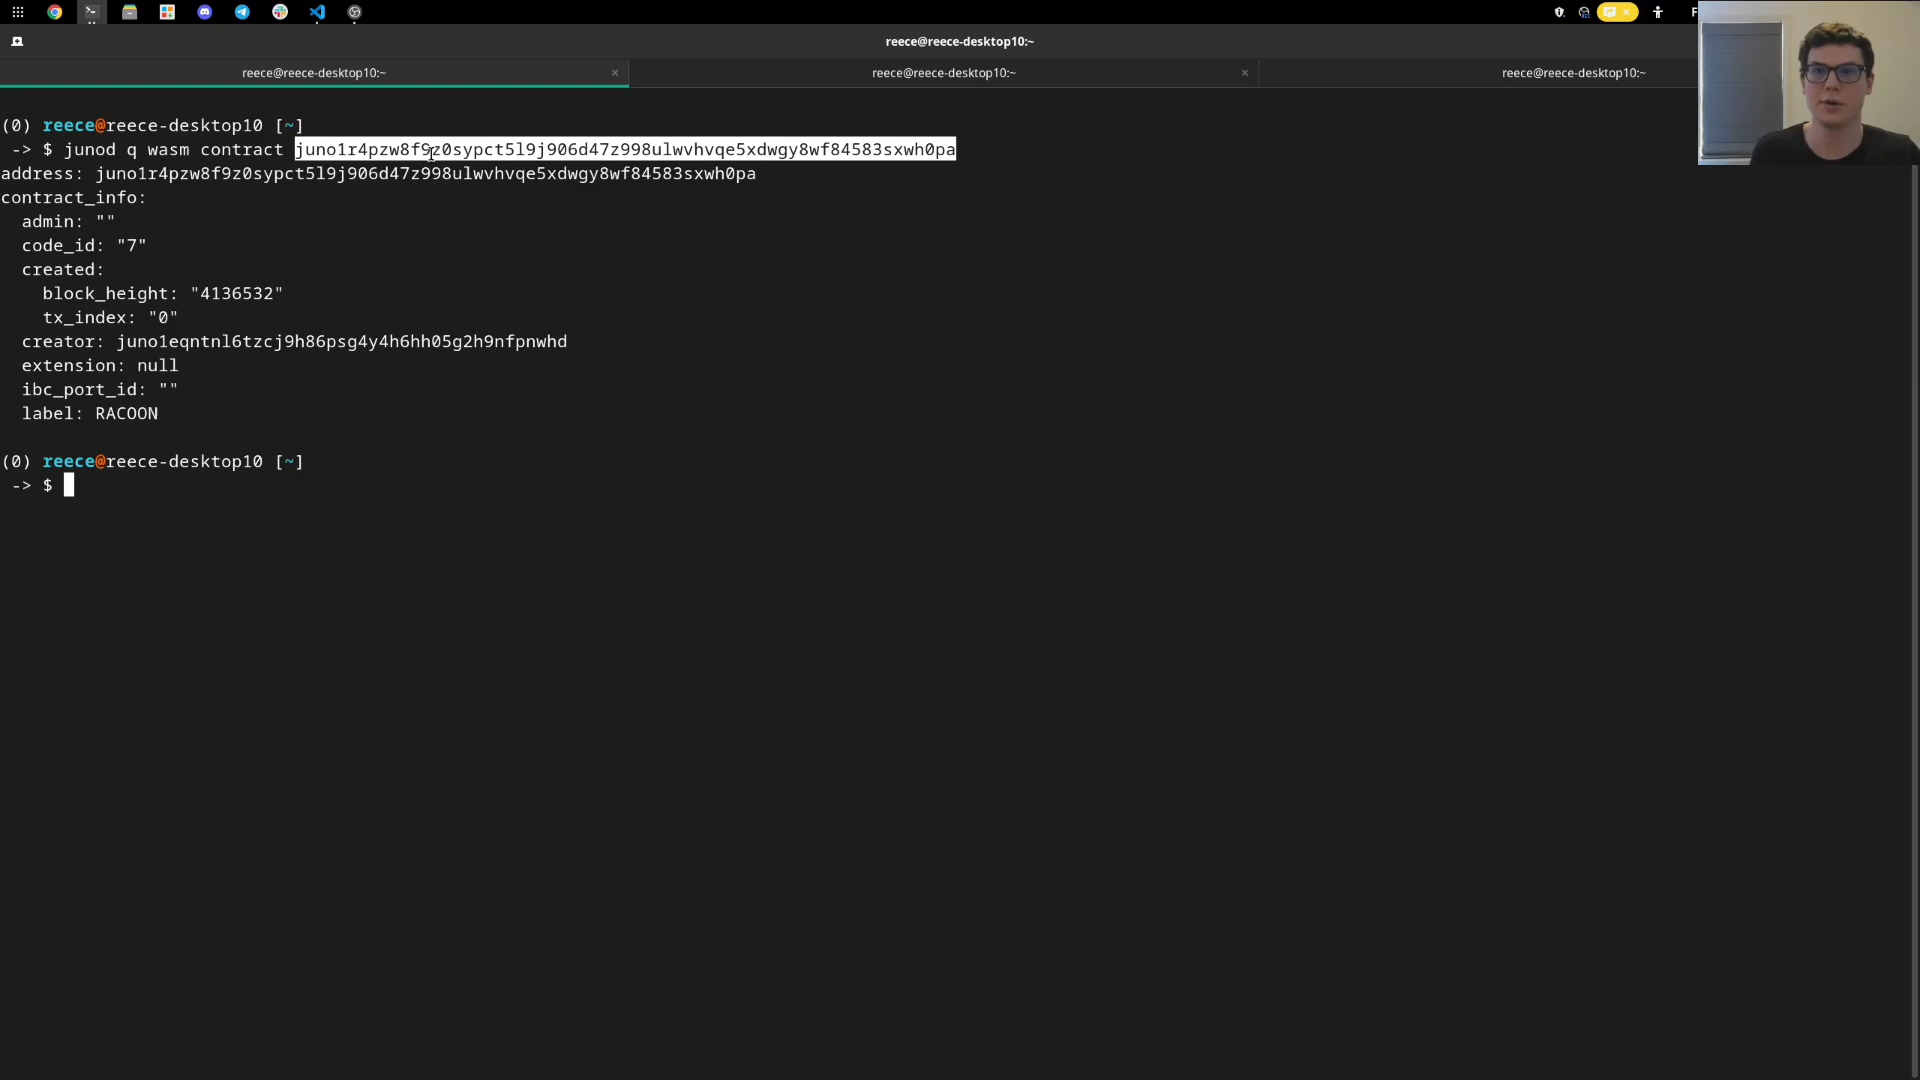 F
reece@reece-desktop10:~
reece@reece-desktop10:~
reece@reece-desktop10:~
reece@reece-desktop10:~
(0) reece@reece-desktop10 [~]
-> $ junod q wasm contract juno1r4pzw8f9z0sypct5l9j906d47z998ulwvhvqe5xdwgy8wf84583sxwh0pa
address: juno1r4pzw8f9z0sypct5l9j906d47z998ulwvhvqe5xdwgy8wf84583sxwh0pa
contract_info:
admin: ""
code_id: "7"
created:
block_height: "4136532"
tx_index: "0"
creator: juno1eqntnl6tzcj9h86psg4y4h6hh05g2h9nfpnwhd
extension: null
ibc_port_id: ""
label: RACOON
(0) reece@reece-desktop10 [~]
-> $